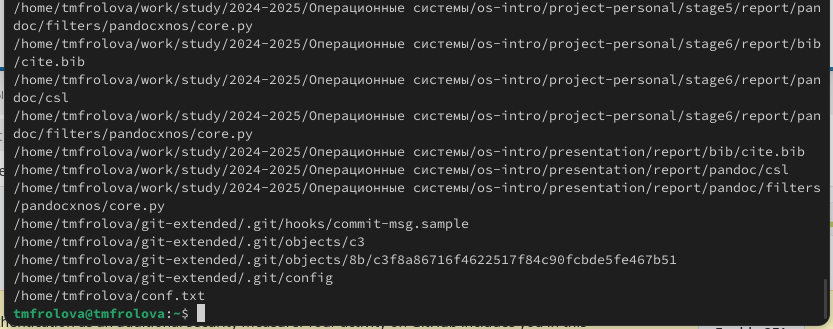 /home/tmfrolova/work/study/2024-2025/Операционные системы/os-intro/project-personal/stage5/report/pan
doc/filters/pandocxnos/core.py
/home/tmfrolova/work/study/2024-2025/Операционные системы/os-intro/project-personal/stage6/report/bib
/cite.bib
/home/tmfrolova/work/study/2024-2025/Операционные системы/os-intro/project-personal/stage6/report/pan
doc/csl
/home/tmfrolova/work/study/2024-2025/Операционные системы/os-intro/project-personal/stage6/report/pan
doc/filters/pandocxnos/core.py
/home/tmfrolova/work/study/2024-2025/Операционные системы/os-intro/presentation/report/bib/cite.bib
/home/tmfrolova/work/study/2024-2025/Операционные системы/os-intro/presentation/report/pandoc/csl
/home/tmfrolova/work/study/2024-2025/Операционные системы/os-intro/presentation/report/pandoc/filters
/pandocxnos/core.py
/home/tmfrolova/git-extended/.git/hooks/commit-msg.sample
/home/tmfrolova/git-extended/.git/objects/c3
/home/tmfrolova/git-extended/.git/objects/8b/c3f8a86716f4622517f84c90fcbde5fe467b51
/home/tmfrolova/git-extended/.git/config
/home/tmfrolova/conf.txt
tmfrolova@tmfrolova:~$